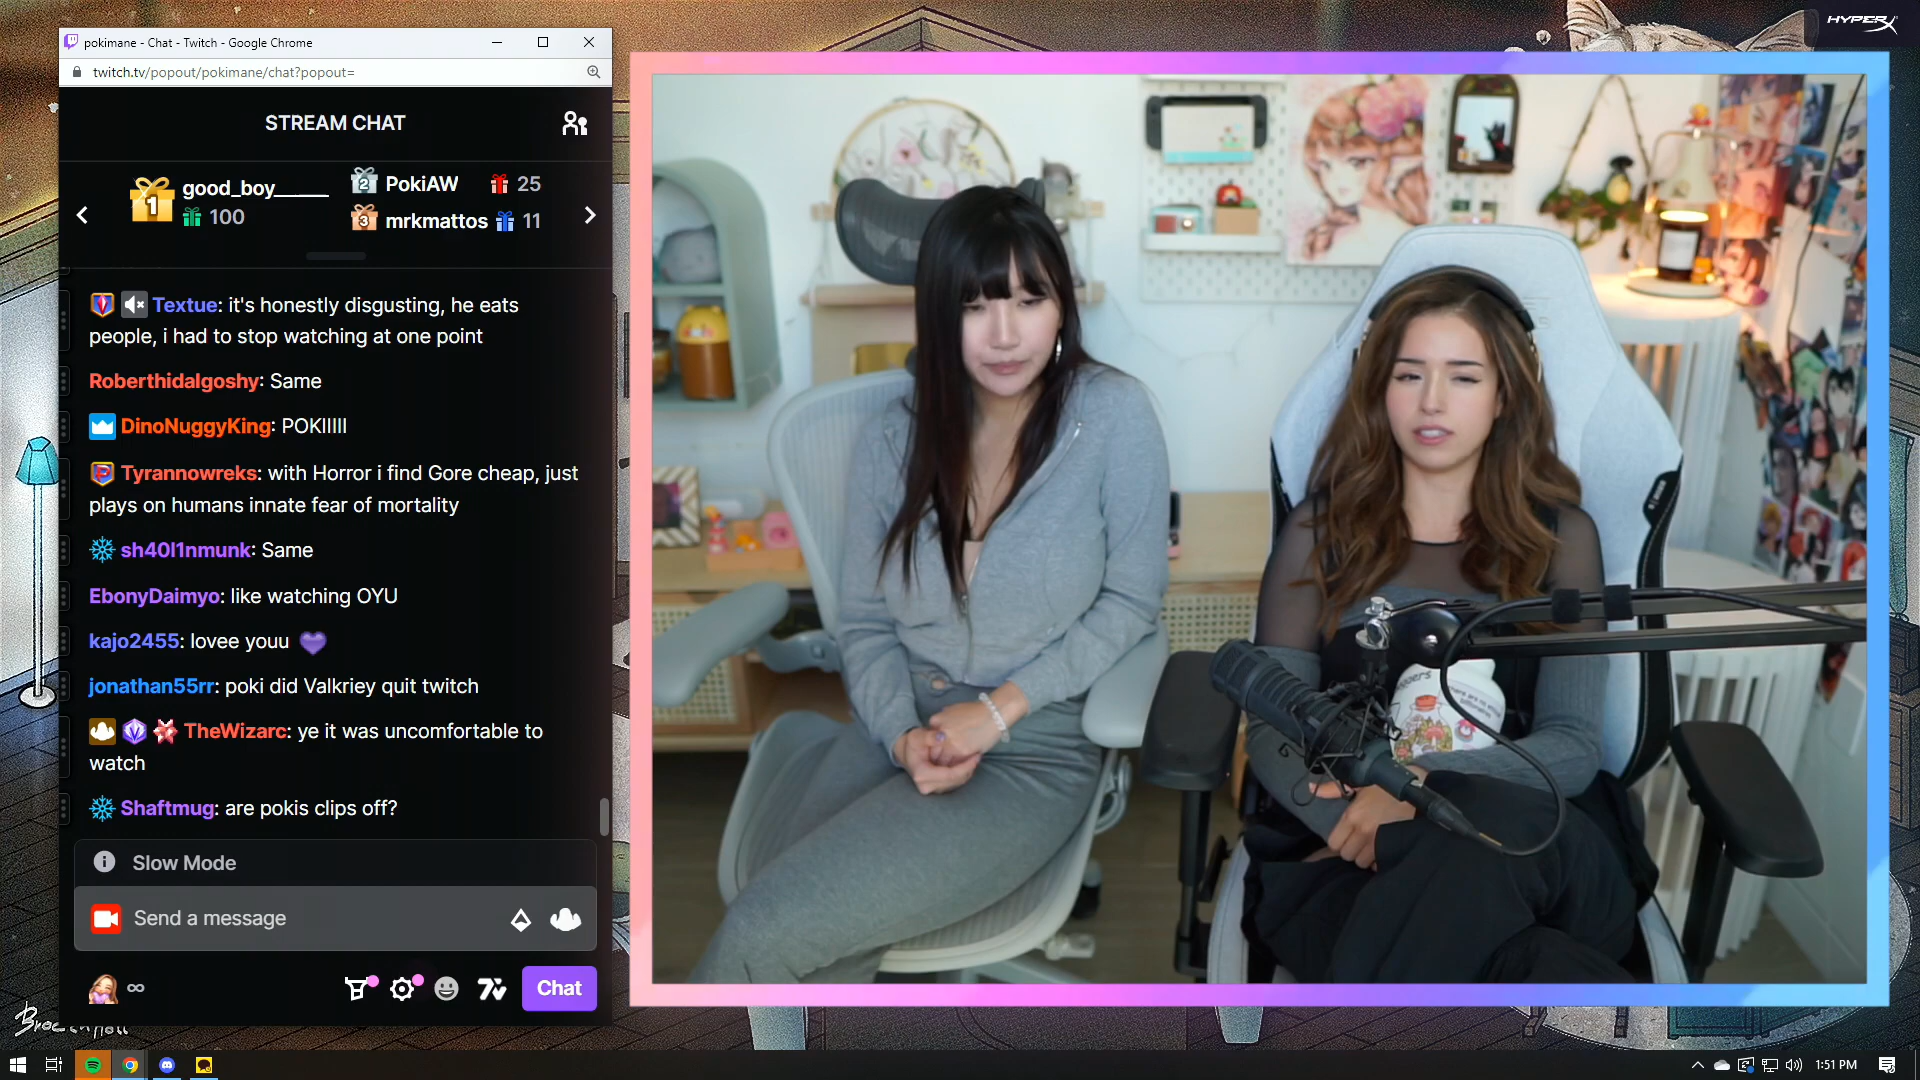 HYPERX
pokimane - Chat - Twitch - Google Chrome
twitch.tv/popout/pokimane/chat?popout=
STREAM CHAT
1 good_boy______
100
2 PokiAW 25
3 mrkmattos 11
Textue: it's honestly disgusting, he eats
people, i had to stop watching at one point
Roberthidalgoshy: Same
DinoNuggyKing: POKIIIII
Tyrannowreks: with Horror i find Gore cheap, just
plays on humans innate fear of mortality
sh40l1nmunk: Same
EbonyDaimyo: like watching OYU
kajo2455: lovee youu
jonathan55rr: poki did Valkriey quit twitch
TheWizarc: ye it was uncomfortable to
watch
Shaftmug: are pokis clips off?
Slow Mode
Send a message
∞
Chat
1:51 PM